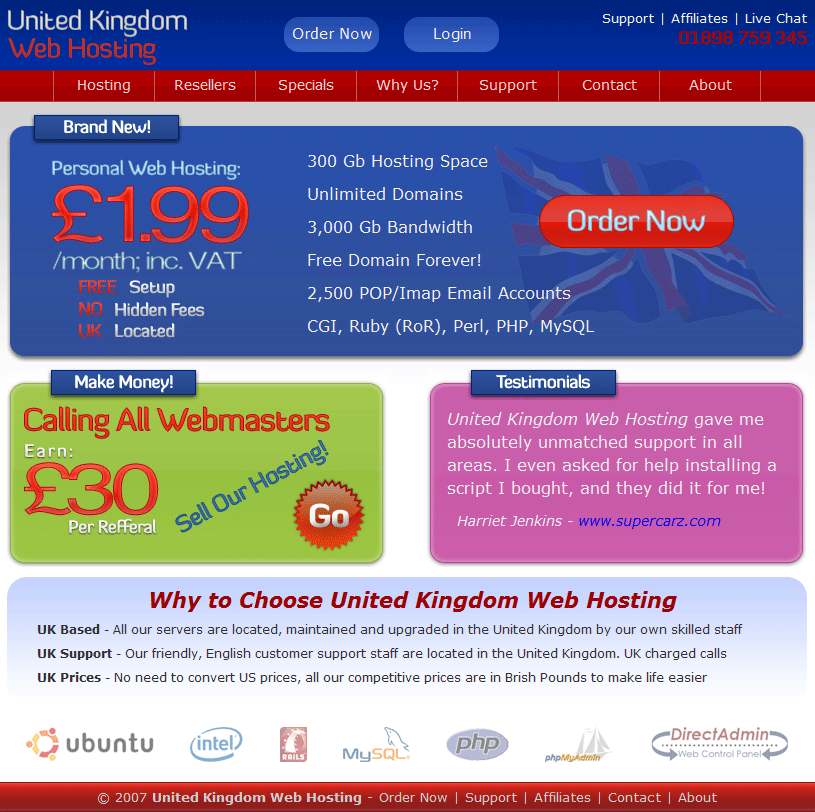 United Kingdom
Web Hosting
Order Now
Login
Support | Affiliates | Live Chat
01898 759 345
Hosting
Resellers
Specials
Why Us?
Support
Contact
About
Brand New!
Personal Web Hosting:
£1.99
/month; inc. VAT
FREE Setup
NO Hidden Fees
UK Located
300 Gb Hosting Space
Unlimited Domains
3,000 Gb Bandwidth
Free Domain Forever!
2,500 POP/Imap Email Accounts
CGI, Ruby (RoR), Perl, PHP, MySQL
Order Now
Make Money!
Calling All Webmasters
Earn:
£30
Per Refferal
Sell Our Hosting!
Go
Testimonials
United Kingdom Web Hosting gave me
absolutely unmatched support in all
areas. I even asked for help installing a
script I bought, and they did it for me!
Harriet Jenkins - www.supercarz.com
Why to Choose United Kingdom Web Hosting
UK Based - All our servers are located, maintained and upgraded in the United Kingdom by our own skilled staff
UK Support - Our friendly, English customer support staff are located in the United Kingdom. UK charged calls
UK Prices - No need to convert US prices, all our competitive prices are in Brish Pounds to make life easier
ubuntu
intel
RAILS
MySQL
php
phpMyAdmin
DirectAdmin
Web Control Panel
© 2007 United Kingdom Web Hosting - Order Now | Support | Affiliates | Contact | About